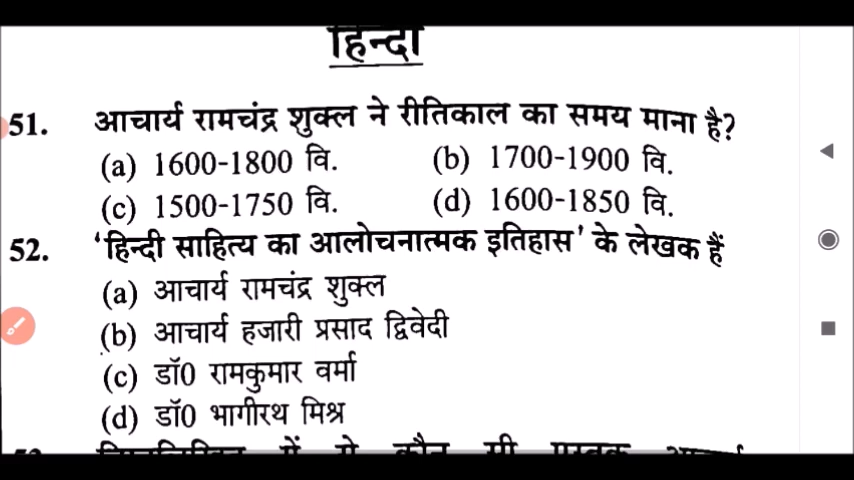 हिन्दी
51. आचार्य रामचंद्र शुक्ल ने रीतिकाल का समय माना है?
(a) 1600-1800 वि. (b) 1700-1900 वि.
(c) 1500-1750 वि. (d) 1600-1850 वि.
52. 'हिन्दी साहित्य का आलोचनात्मक इतिहास' के लेखक हैं
(a) आचार्य रामचंद्र शुक्ल
(b) आचार्य हजारी प्रसाद द्विवेदी
(c) डॉ0 रामकुमार वर्मा
(d) डॉ0 भागीरथ मिश्र